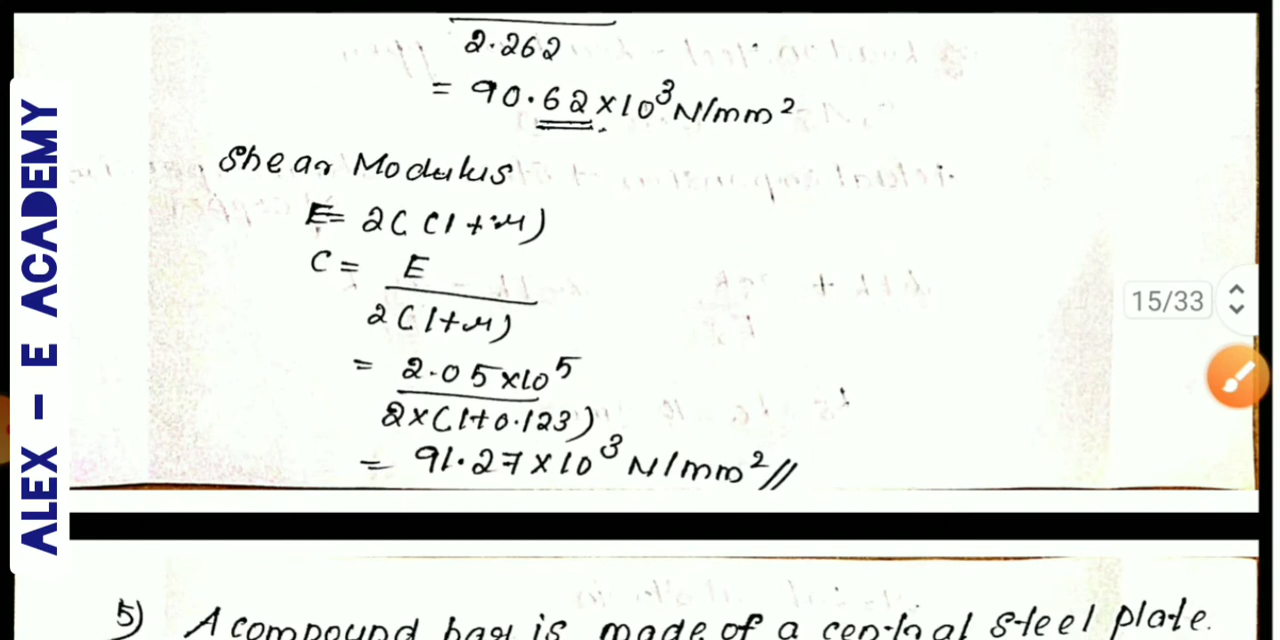 2.262
= 90.62×10³ N/mm²
Shear Modulus
E = 2C (1+μ)
C = E
2(1+μ)
= 2.05×10⁵
2×(1+0.123)
= 91.27×10³ N/mm²//
5) A compound bar is made of a central steel plate.
ALEX – E ACADEMY
15/33